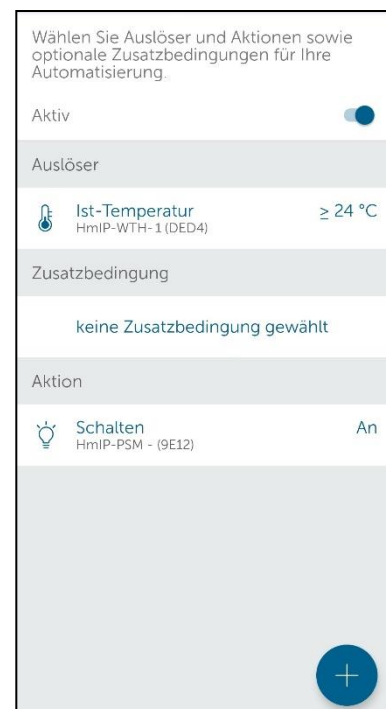 Wählen Sie Auslöser und Aktionen sowie
optionale Zusatzbedingungen für Ihre
Automatisierung.
Aktiv
Auslöser
Ist-Temperatur ≥ 24 °C
HmIP-WTH-1 (DED4)
Zusatzbedingung
keine Zusatzbedingung gewählt
Aktion
Schalten An
HmIP-PSM - (9E12)
+